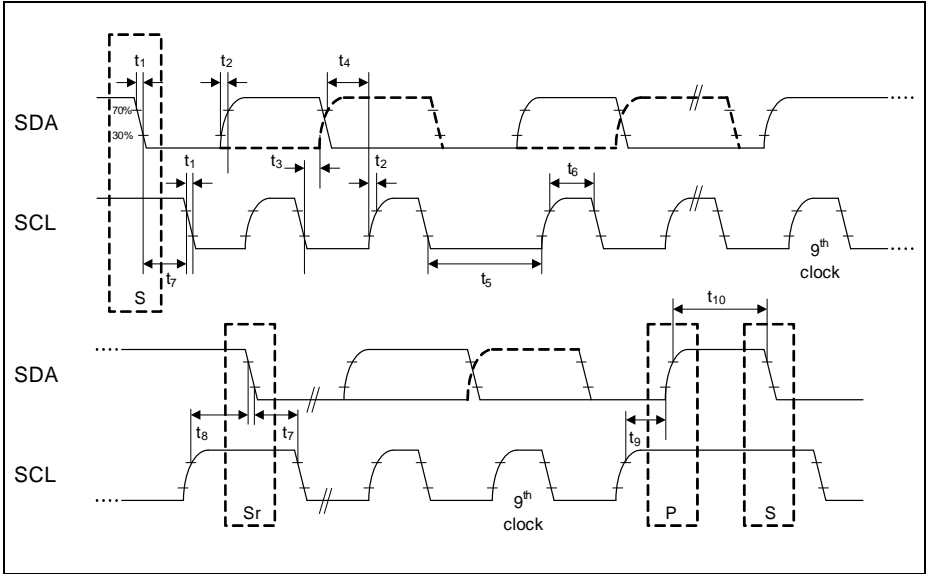 t1 t2 t4
70%
SDA
30%
t1 t3 t2 t6
SCL
9th
clock
t7 t5
S
t10
SDA
t8 t7 t9
SCL
9th
clock
Sr P S